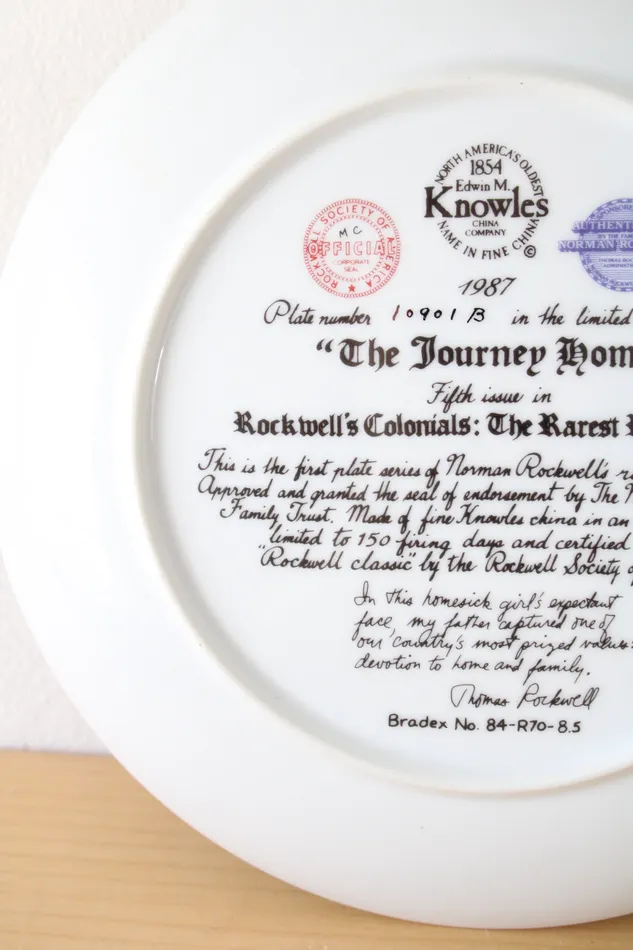 NORTH AMERICA'S OLDEST
1854
Edwin M.
Knowles
CHINA
COMPANY
NAME IN FINE CHINA
©
ROCKWELL SOCIETY OF AMERICA
M C
OFFICIAL
CORPORATE
SEAL
AUTHENTI
NORMAN RO
1987
Plate number 10901 B in the limited
"The Journey Hom
Fifth issue in
Rockwell's Colonials: The Rarest
This is the first plate series of Norman Rockwell's
Approved and granted the seal of endorsement by The
Family Trust. Made of fine Knowles china in an
limited to 150 firing days and certified
"Rockwell classic" by the Rockwell Society
In this homesick girl's expectant
face, my father captured one of
our country's most prized values:
devotion to home and family.
Thomas Rockwell
Bradex No. 84-R70-8.5